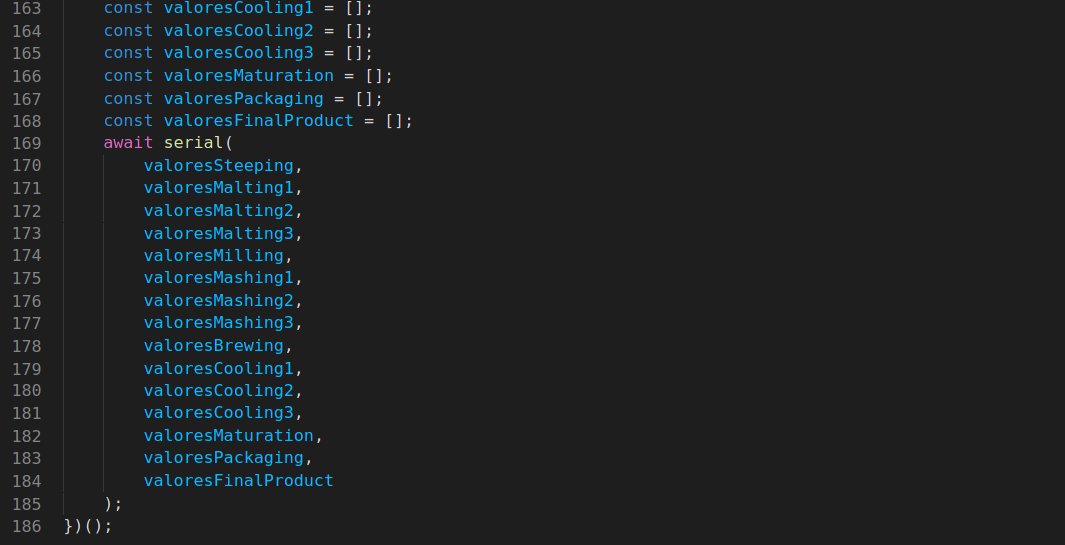 163 const valoresCooling1 = [];
164 const valoresCooling2 = [];
165 const valoresCooling3 = [];
166 const valoresMaturation = [];
167 const valoresPackaging = [];
168 const valoresFinalProduct = [];
169 await serial(
170 valoresSteeping,
171 valoresMalting1,
172 valoresMalting2,
173 valoresMalting3,
174 valoresMilling,
175 valoresMashing1,
176 valoresMashing2,
177 valoresMashing3,
178 valoresBrewing,
179 valoresCooling1,
180 valoresCooling2,
181 valoresCooling3,
182 valoresMaturation,
183 valoresPackaging,
184 valoresFinalProduct
185 );
186 })();